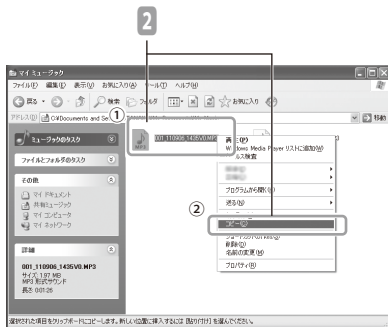 2
マイ ミュージック
ファイル(F) 編集(E) 表示(V) お気に入り(A) ツール(T) ヘルプ(H)
戻る 検索 フォルダ お気に入り
アドレス(D) C:¥Documents and Se 移動
①
ミュージックのタスク
ファイルとフォルダのタスク
その他
マイ ドキュメント
共有ミュージック
マイ コンピュータ
マイ ネットワーク
詳細
001_110906_1435V0.MP3
サイズ: 1.97 MB
MP3 形式サウンド
長さ: 0:01:26
MP3
001_110906_1435V0.MP3
Windows Media Player リストに追加(W)
プログラムから開く(H)
送る(N)
②
コピー(C)
削除(D)
名前の変更(M)
プロパティ(R)
選択された項目をクリップボードにコピーします。新しい位置に挿入するには [貼り付け] を選んでください。